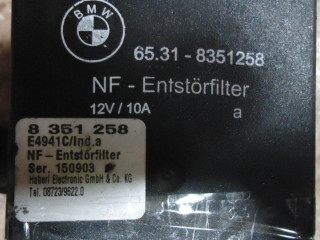 BMW
65.31 - 8351258
NF - Entstörfilter
12V / 10A a
8 351 258
E4941C/Ind.a
NF - Entstörfilter
Ser. 150903
Haberl Electronic GmbH & Co. KG
Tel. 08723/9622.0